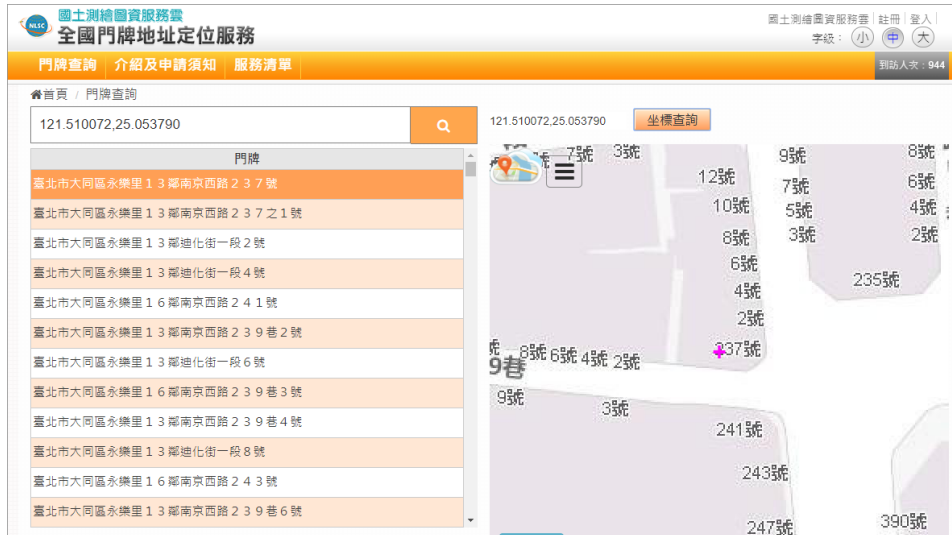 NLSC
國土測繪圖資服務雲
全國門牌地址定位服務
國土測繪圖資服務雲 | 註冊 | 登入 |
字級： 小 中 大
門牌查詢 介紹及申請須知 服務清單
到訪人次：944
首頁 / 門牌查詢
121.510072,25.053790
121.510072,25.053790 坐標查詢
門牌
臺北市大同區永樂里１３鄰南京西路２３７號
臺北市大同區永樂里１３鄰南京西路２３７之１號
臺北市大同區永樂里１３鄰迪化街一段２號
臺北市大同區永樂里１３鄰迪化街一段４號
臺北市大同區永樂里１６鄰南京西路２４１號
臺北市大同區永樂里１３鄰南京西路２３９巷２號
臺北市大同區永樂里１３鄰迪化街一段６號
臺北市大同區永樂里１６鄰南京西路２３９巷３號
臺北市大同區永樂里１３鄰南京西路２３９巷４號
臺北市大同區永樂里１３鄰迪化街一段８號
臺北市大同區永樂里１６鄰南京西路２４３號
臺北市大同區永樂里１３鄰南京西路２３９巷６號
7號 3號 9號 8號
12號 7號 6號
10號 5號 4號
8號 3號 2號
6號
4號 235號
2號
237號
號 8號 6號 4號 2號
9巷
9號 3號
241號
243號
247號 390號